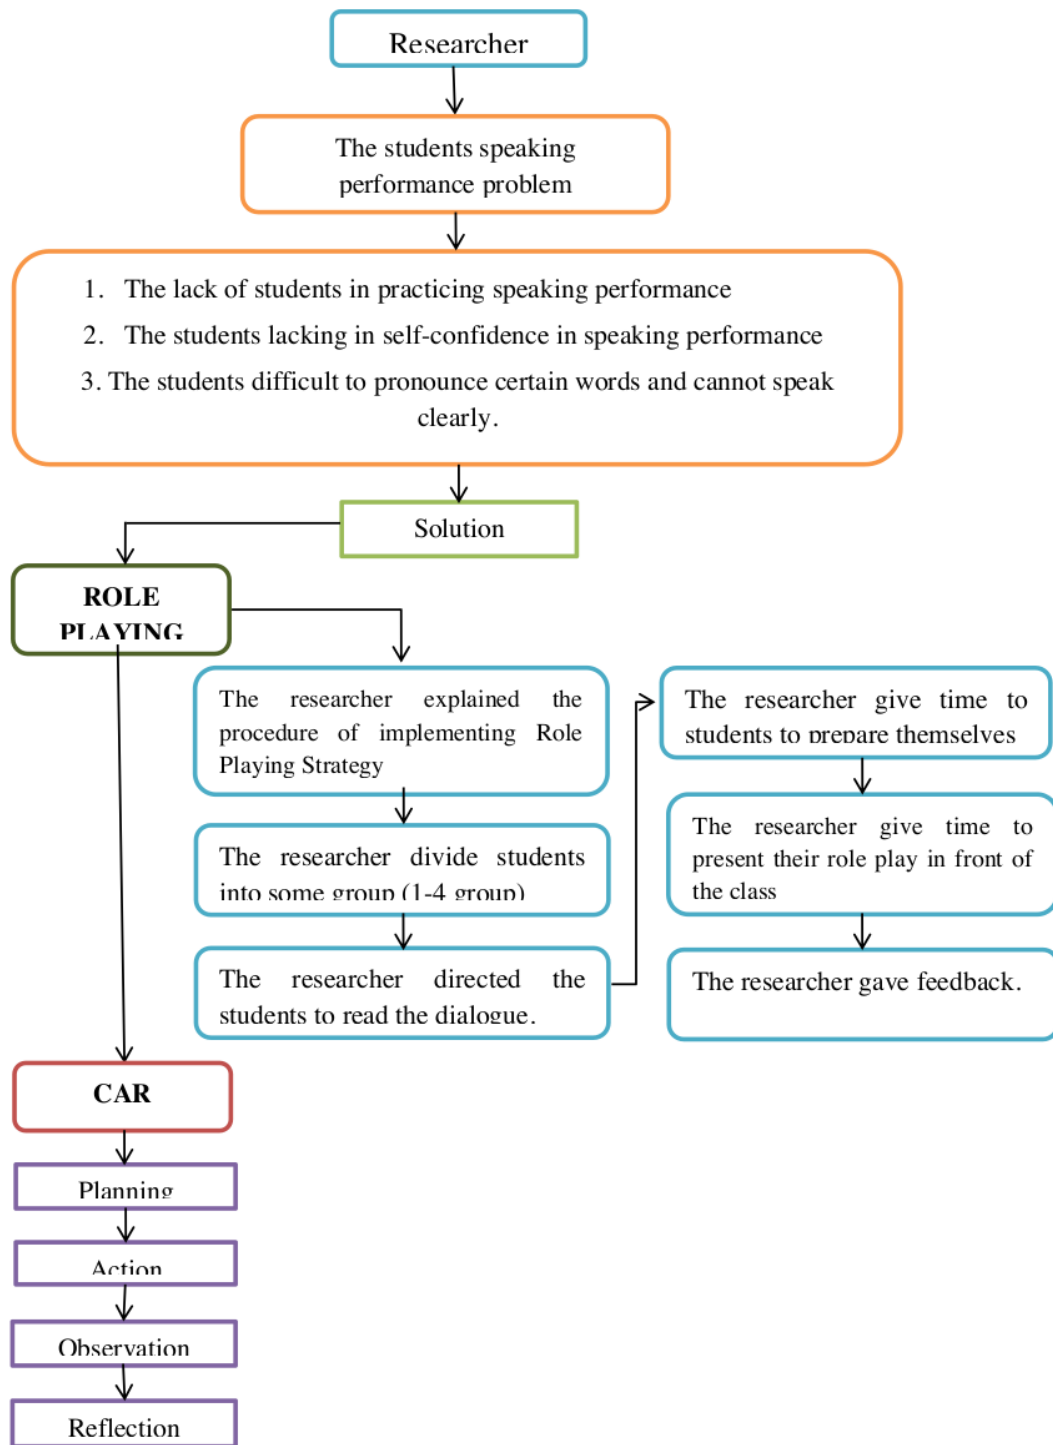 Researcher
The students speaking
performance problem
1. The lack of students in practicing speaking performance
2. The students lacking in self-confidence in speaking performance
3. The students difficult to pronounce certain words and cannot speak
clearly.
Solution
ROLE
PLAYING
The researcher explained the
procedure of implementing Role
Playing Strategy
The researcher divide students
into some group (1-4 group)
The researcher directed the
students to read the dialogue.
The researcher give time to
students to prepare themselves
The researcher give time to
present their role play in front of
the class
The researcher gave feedback.
CAR
Planning
Action
Observation
Reflection